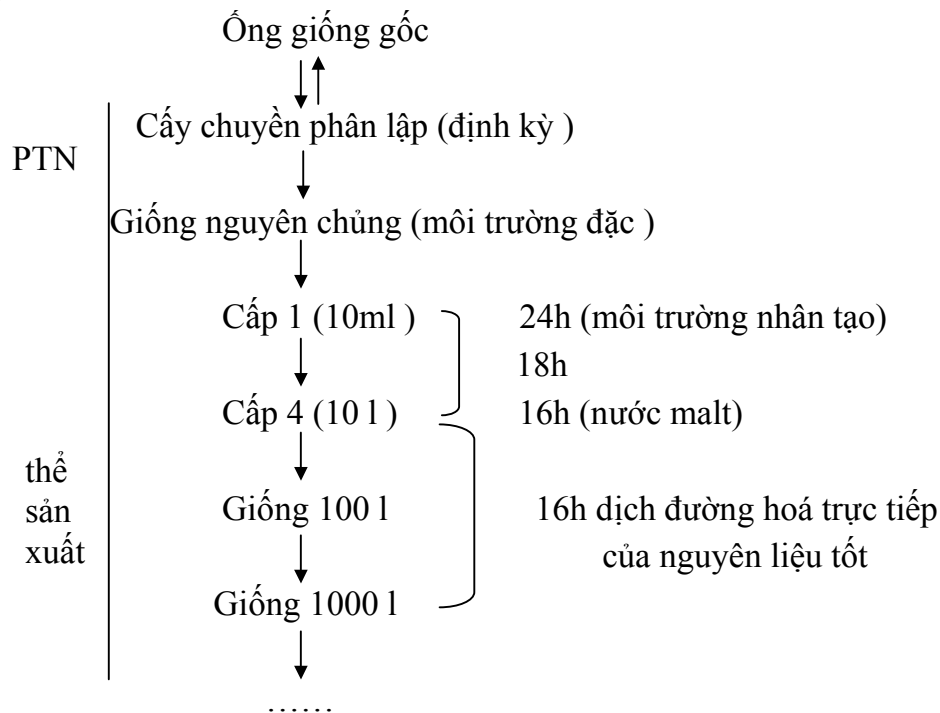 Ống giống gốc
Cấy chuyền phân lập (định kỳ )
PTN
Giống nguyên chủng (môi trường đặc )
Cấp 1 (10ml ) 24h (môi trường nhân tạo)
18h
Cấp 4 (10 l ) 16h (nước malt)
thể
sản
xuất
Giống 100 l 16h dịch đường hoá trực tiếp
của nguyên liệu tốt
Giống 1000 l
......